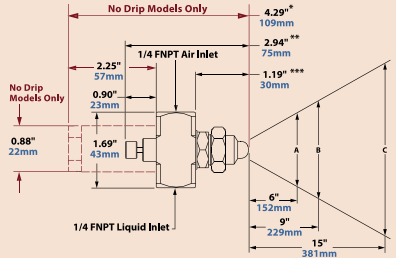 No Drip Models Only
4.29" *
109mm
2.94" **
75mm
1/4 FNPT Air Inlet
2.25"
57mm
1.19" ***
30mm
No Drip
Models Only
0.90"
23mm
0.88"
22mm
1.69"
43mm
A
B
C
6"
152mm
1/4 FNPT Liquid Inlet
9"
229mm
15"
381mm